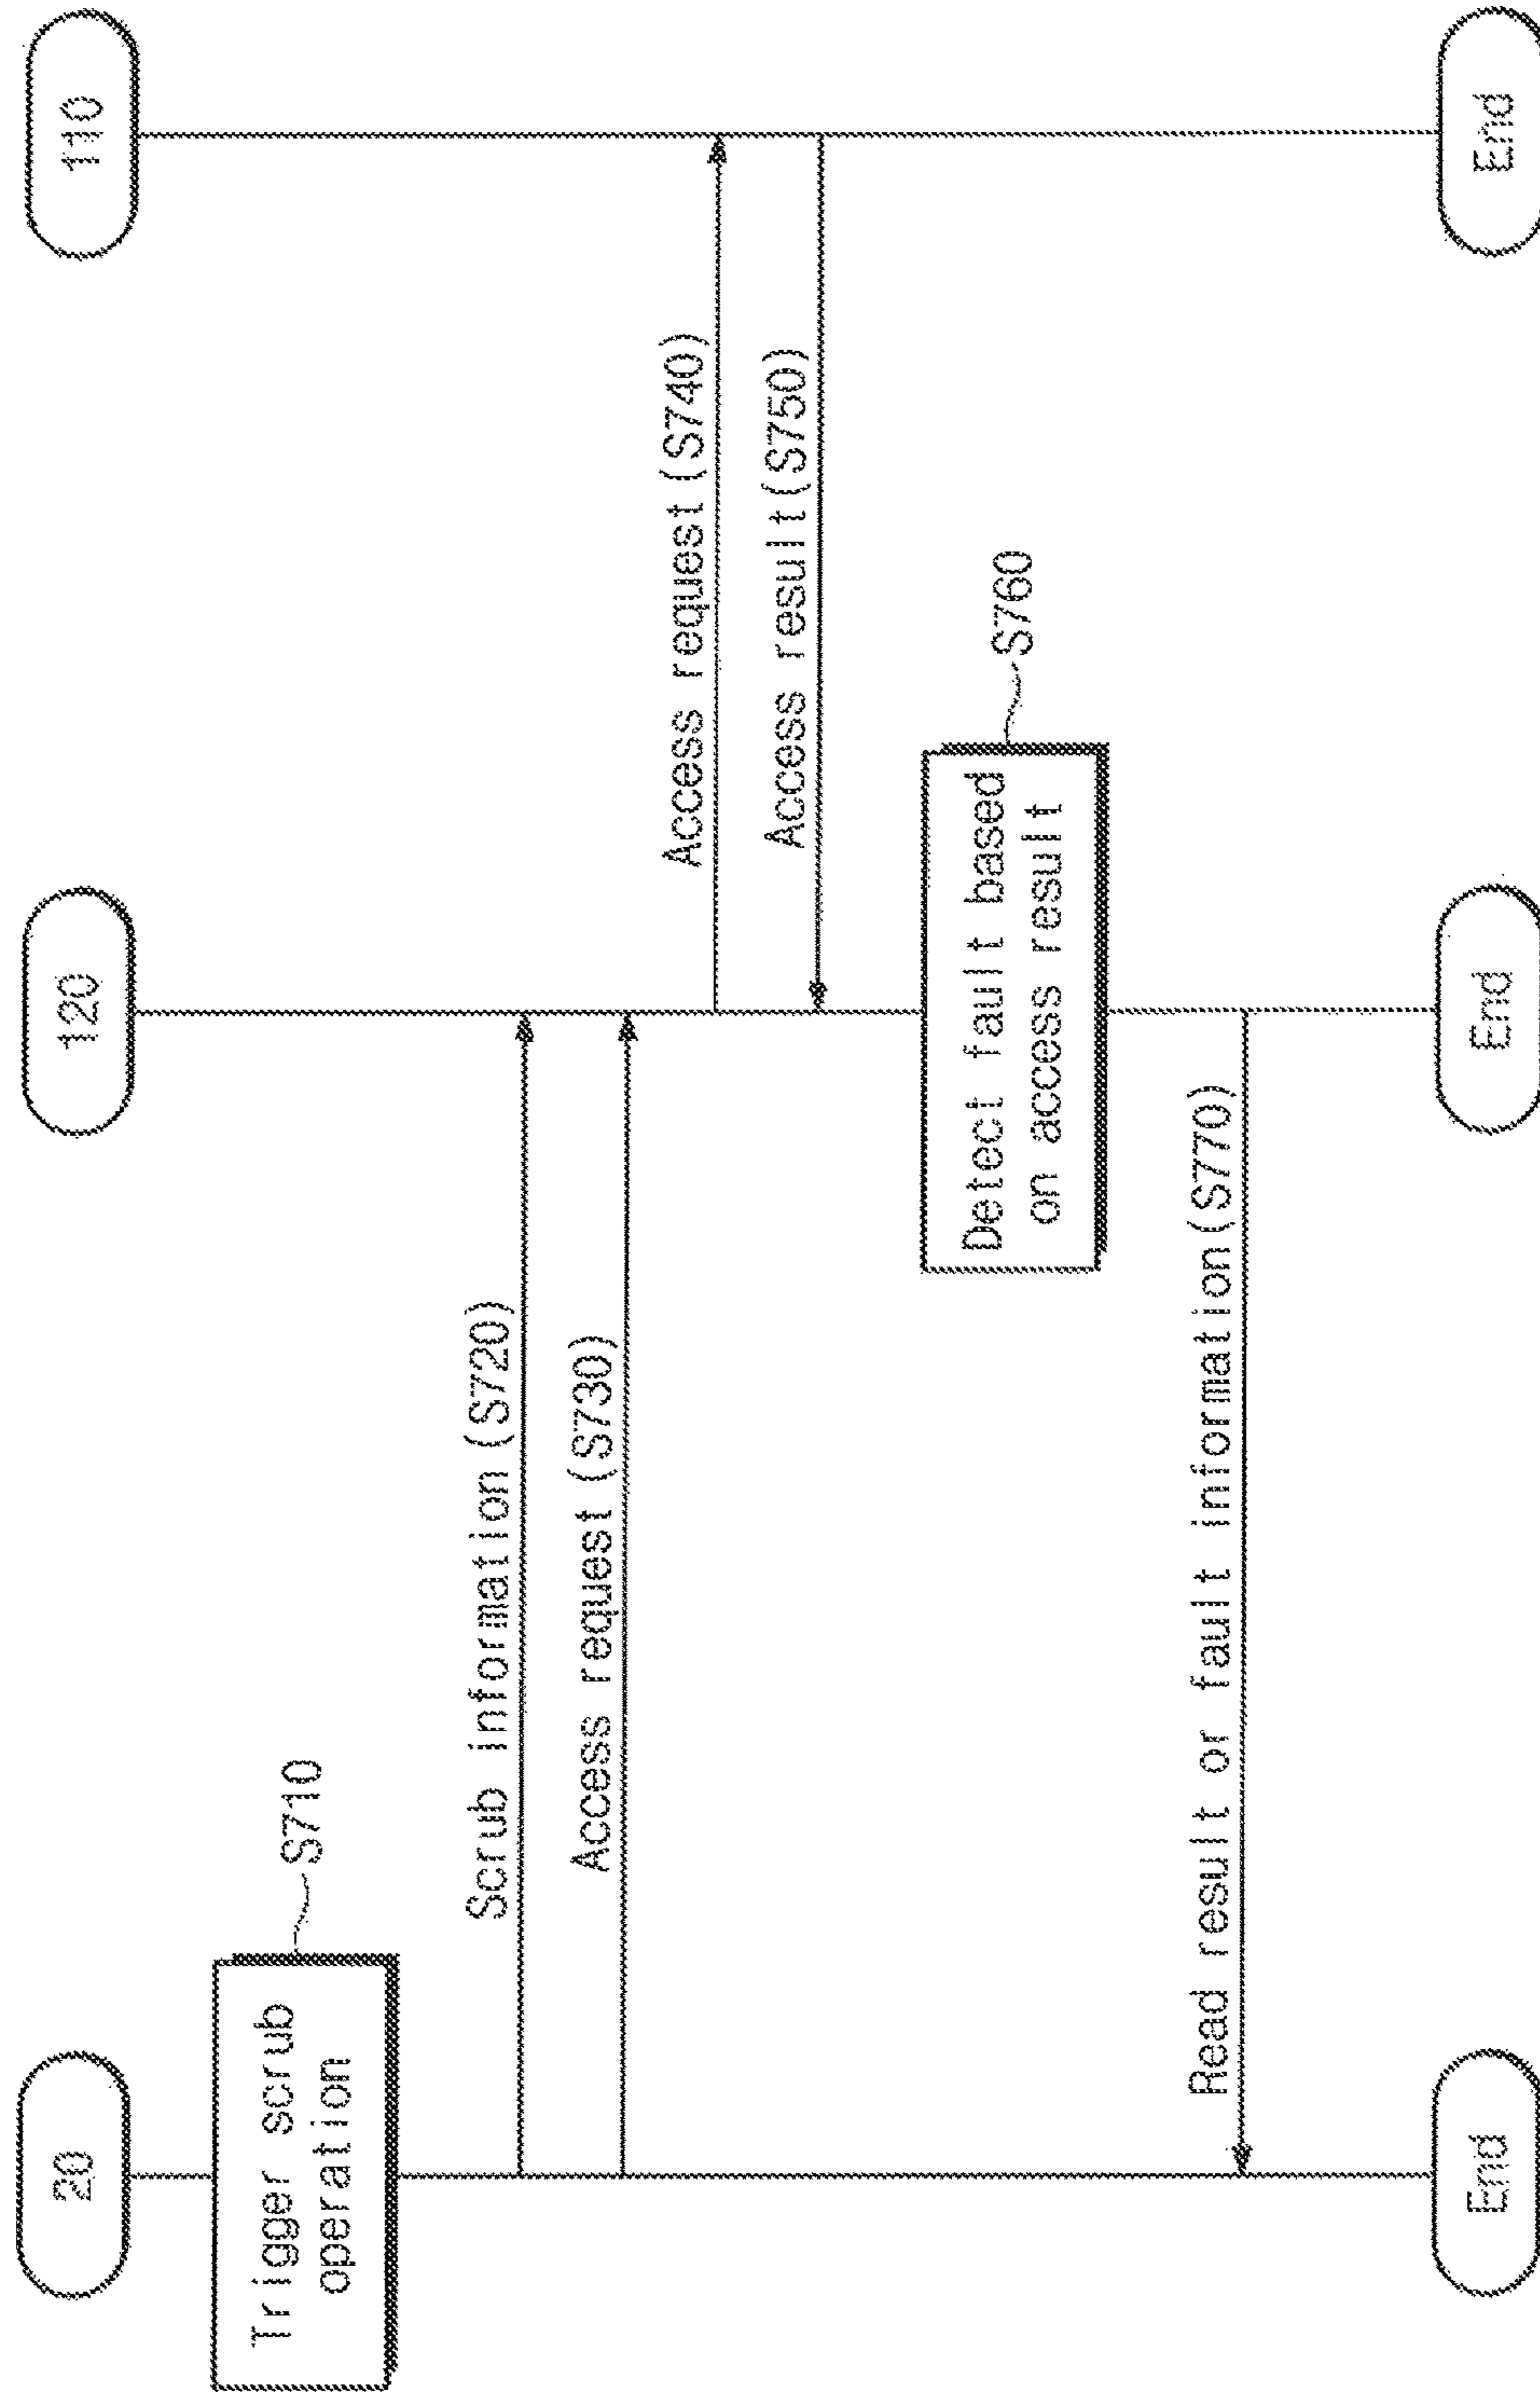 20
120
110
Trigger scrub
operation
S710
Scrub information(S720)
Access request(S730)
Access request(S740)
Access result(S750)
Detect fault based
on access result
S760
Read result or fault information(S770)
End
End
End